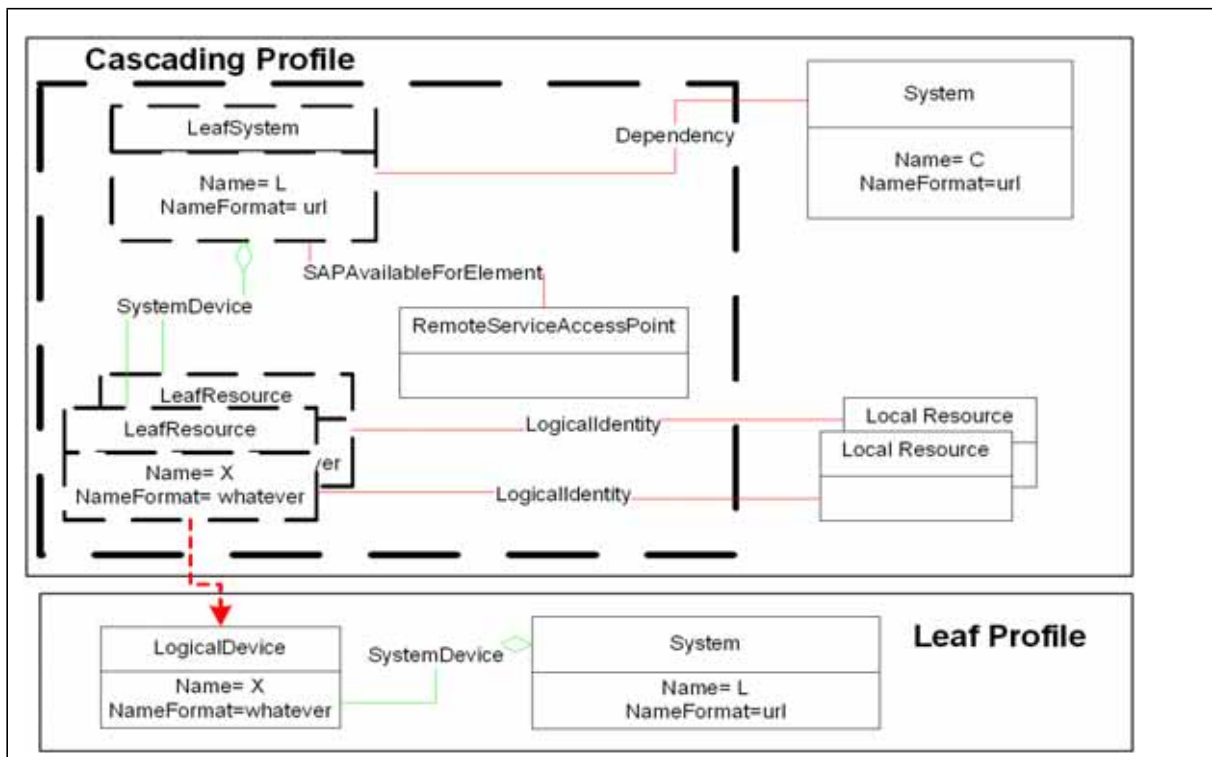 Cascading Profile
System
LeafSystem
Dependency
Name= C
NameFormat=url
Name= L
NameFormat= url
SAPAvailableForElement
SystemDevice
RemoteServiceAccessPoint
LeafResource
LeafResource
LogicalIdentity
Local Resource
Local Resource
ver
Name= X
NameFormat= whatever
LogicalIdentity
LogicalDevice
SystemDevice
System
Leaf Profile
Name= X
NameFormat=whatever
Name= L
NameFormat=url